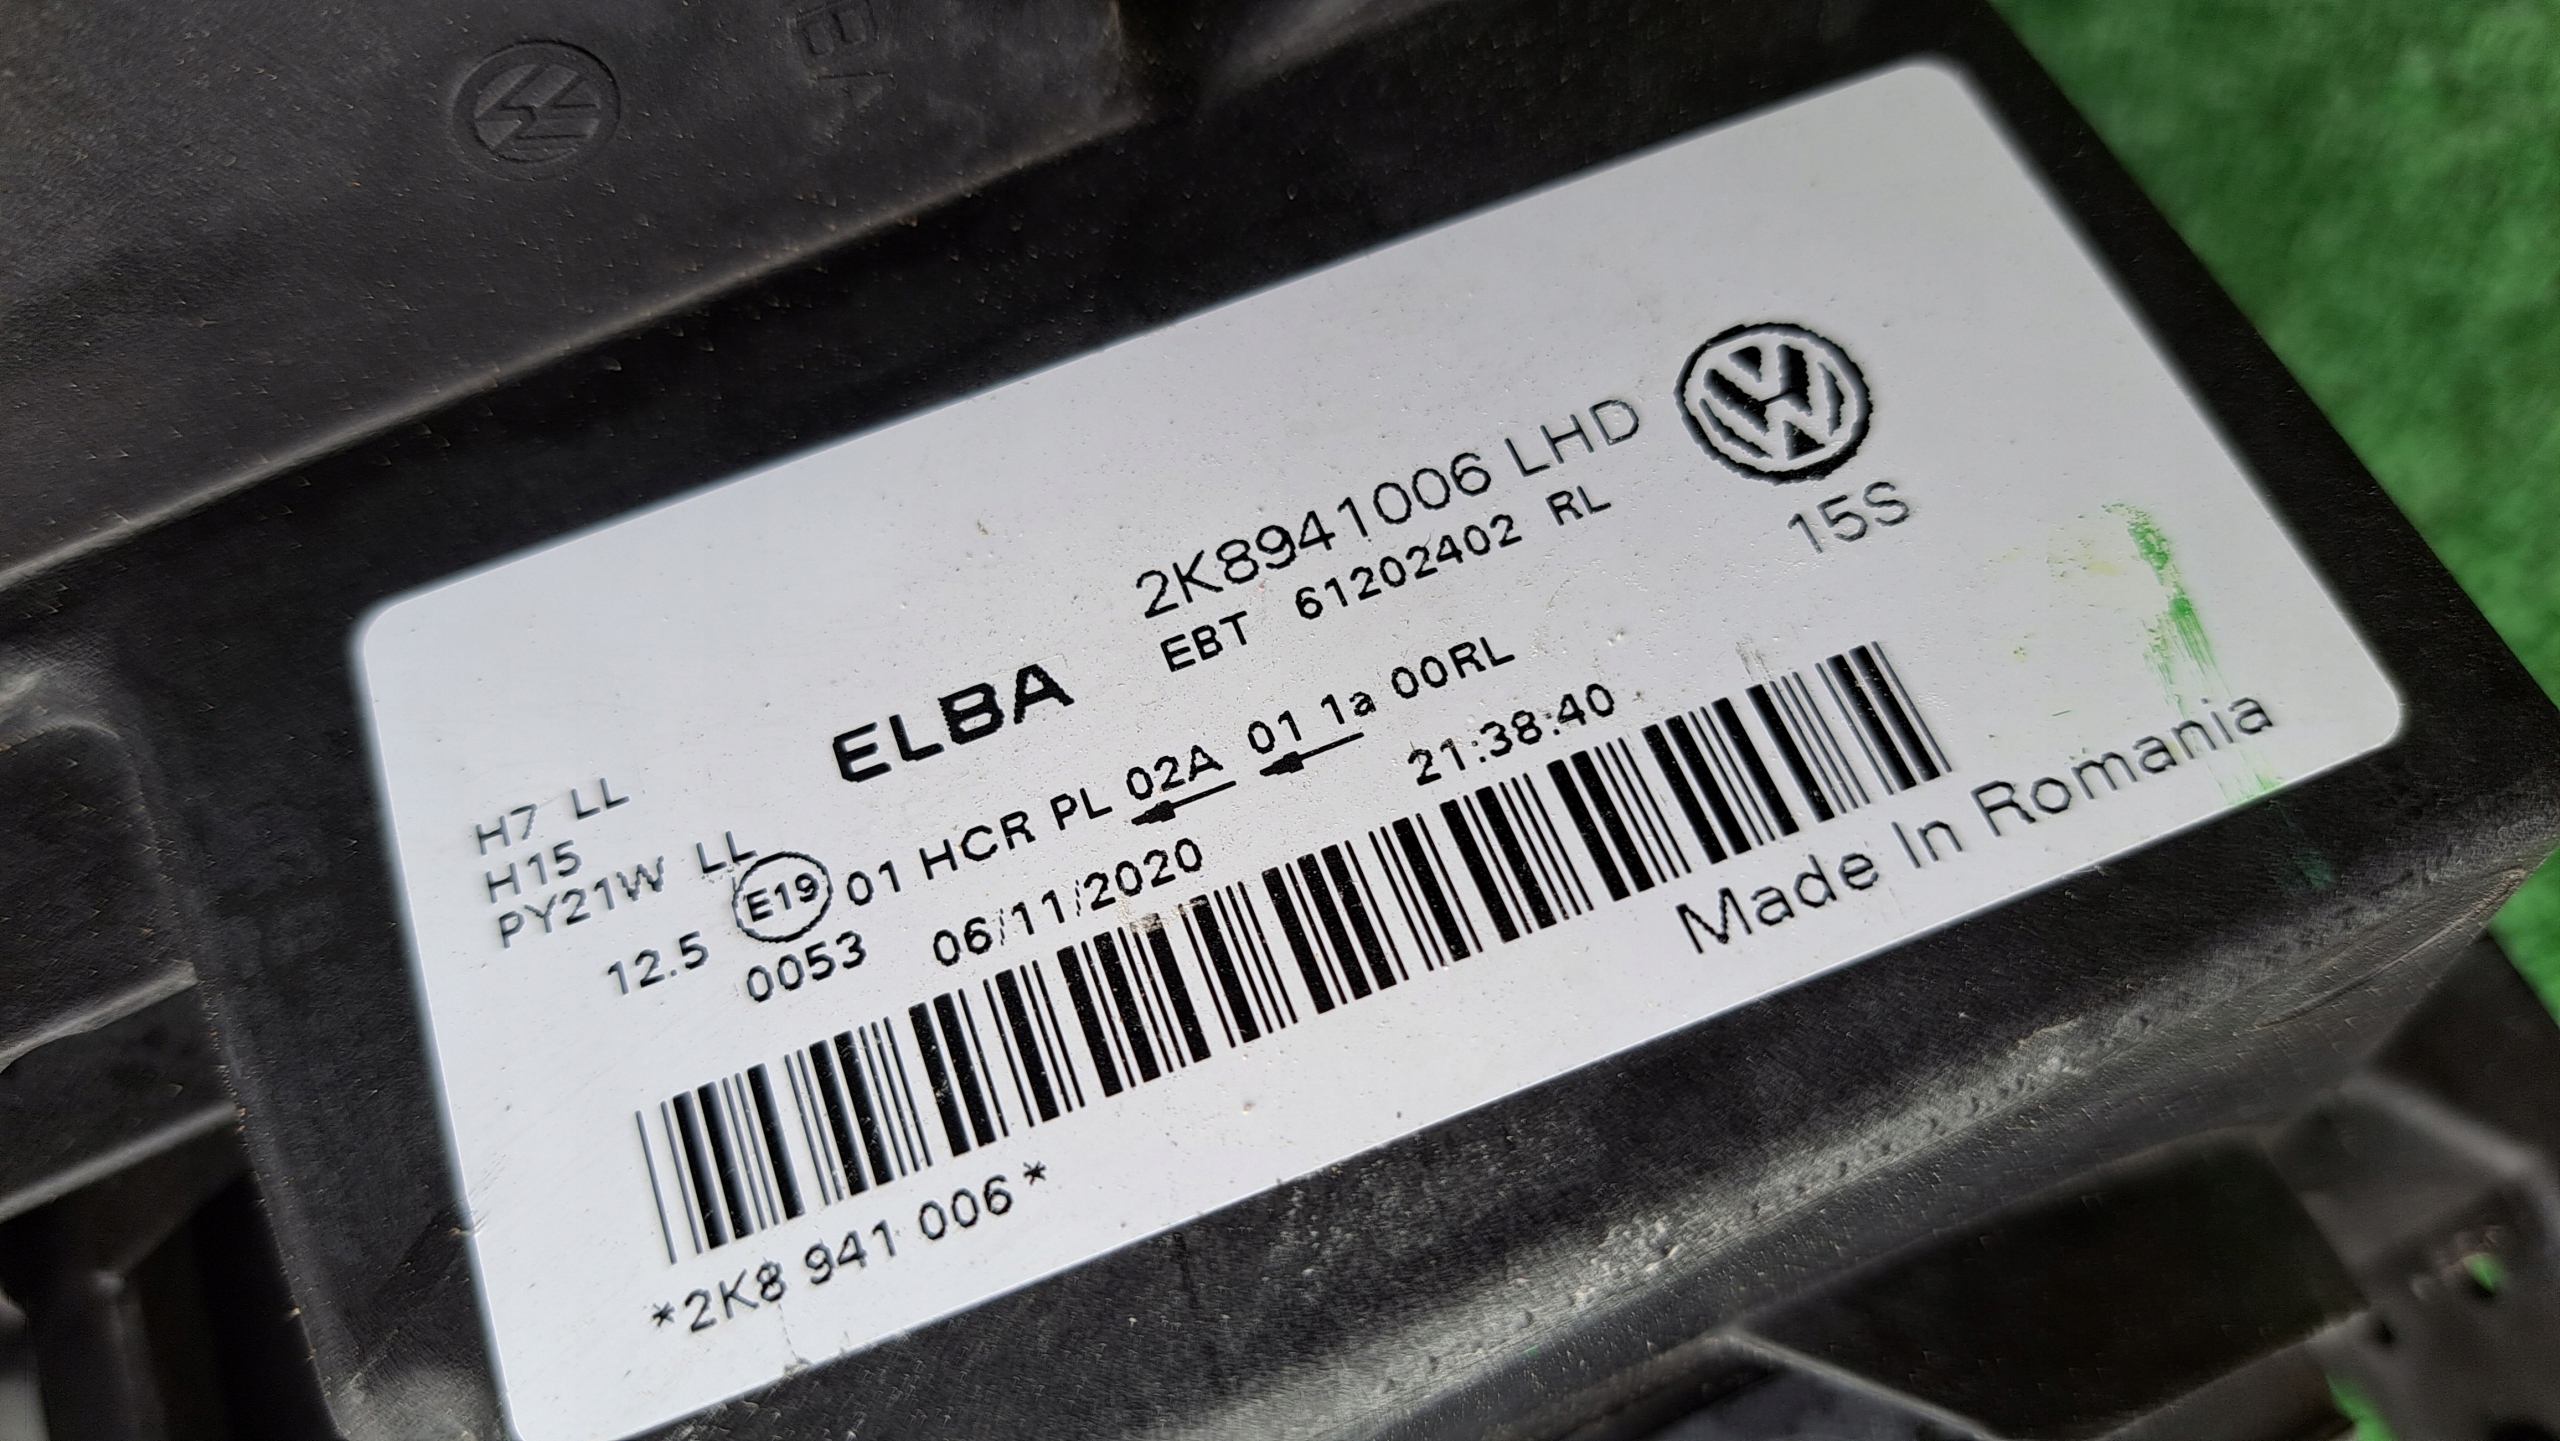 ELBA
2K8941006 LHD
EBT 61202402 RL
15S
ELBA
H7 LL
H15
PY21W LL
12.5 E19 01 HCR PL 02A 01 1a 00RL
0053 06/11/2020 21:38:40
*2K8 941 006*
Made In Romania